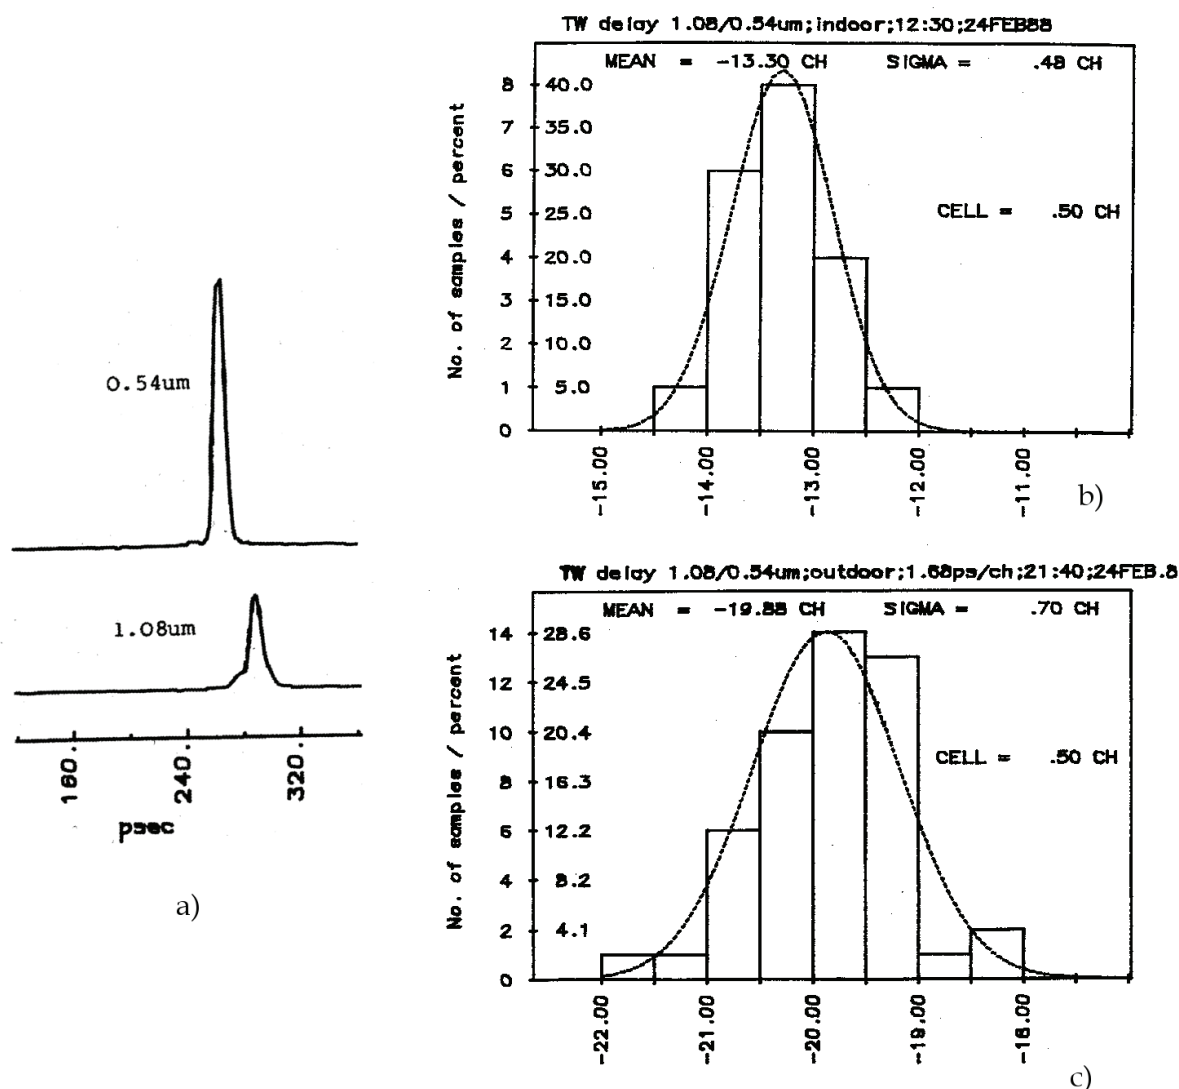 0.54um
1.08um
160.
240.
320.
psec
a)
TW delay 1.08/0.54um;indoor;12:30;24FEB88
MEAN = -13.30 CH SIGMA = .48 CH
CELL = .50 CH
No. of samples / percent
8 40.0
7 35.0
6 30.0
5 25.0
4 20.0
3 15.0
2 10.0
1 5.0
0
-15.00
-14.00
-13.00
-12.00
-11.00
b)
TW delay 1.08/0.54um;outdoor;1.68ps/ch;21:40;24FEB.8
MEAN = -19.88 CH SIGMA = .70 CH
CELL = .50 CH
No. of samples / percent
14 28.6
12 24.5
10 20.4
8 16.3
6 12.2
4 8.2
2 4.1
0
-22.00
-21.00
-20.00
-19.00
-18.00
c)